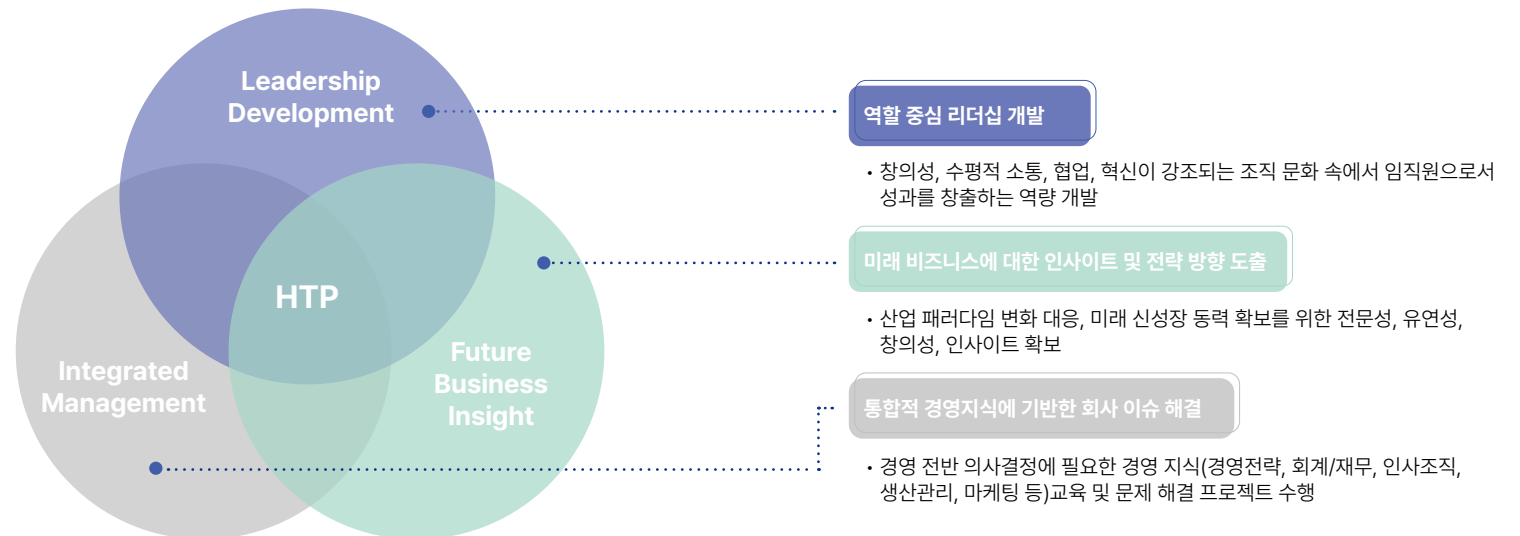 Leadership
Development
HTP
Integrated
Management
Future
Business
Insight
역할 중심 리더십 개발
• 창의성, 수평적 소통, 협업, 혁신이 강조되는 조직 문화 속에서 임직원으로서
성과를 창출하는 역량 개발
미래 비즈니스에 대한 인사이트 및 전략 방향 도출
• 산업 패러다임 변화 대응, 미래 신성장 동력 확보를 위한 전문성, 유연성,
창의성, 인사이트 확보
통합적 경영지식에 기반한 회사 이슈 해결
• 경영 전반 의사결정에 필요한 경영 지식(경영전략, 회계/재무, 인사조직,
생산관리, 마케팅 등)교육 및 문제 해결 프로젝트 수행